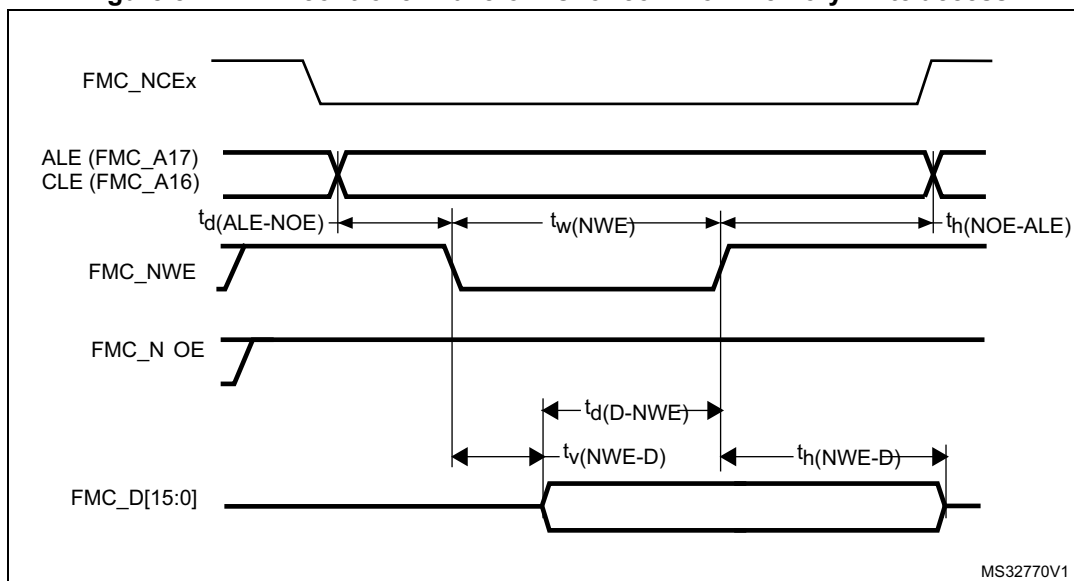 FMC_NCEx
ALE (FMC_A17)
CLE (FMC_A16)
td(ALE-NOE)
tw(NWE)
th(NOE-ALE)
FMC_NWE
FMC_N OE
td(D-NWE)
tv(NWE-D)
th(NWE-D)
FMC_D[15:0]
MS32770V1